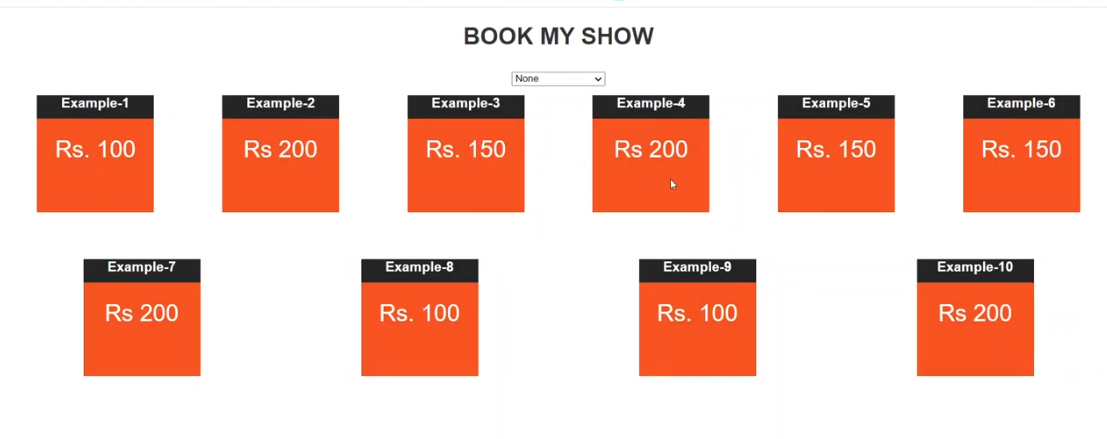 BOOK MY SHOW
None
Example-1 Example-2 Example-3 Example-4 Example-5 Example-6
Rs. 100 Rs 200 Rs. 150 Rs 200 Rs. 150 Rs. 150
Example-7 Example-8 Example-9 Example-10
Rs 200 Rs. 100 Rs. 100 Rs 200